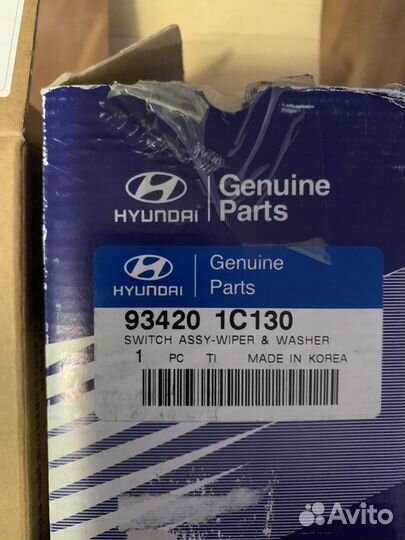 HYUNDAI
Genuine
Parts
HYUNDAI
Genuine
Parts
93420 1C130
SWITCH ASSY-WIPER & WASHER
1 PC TI MADE IN KOREA
Avito